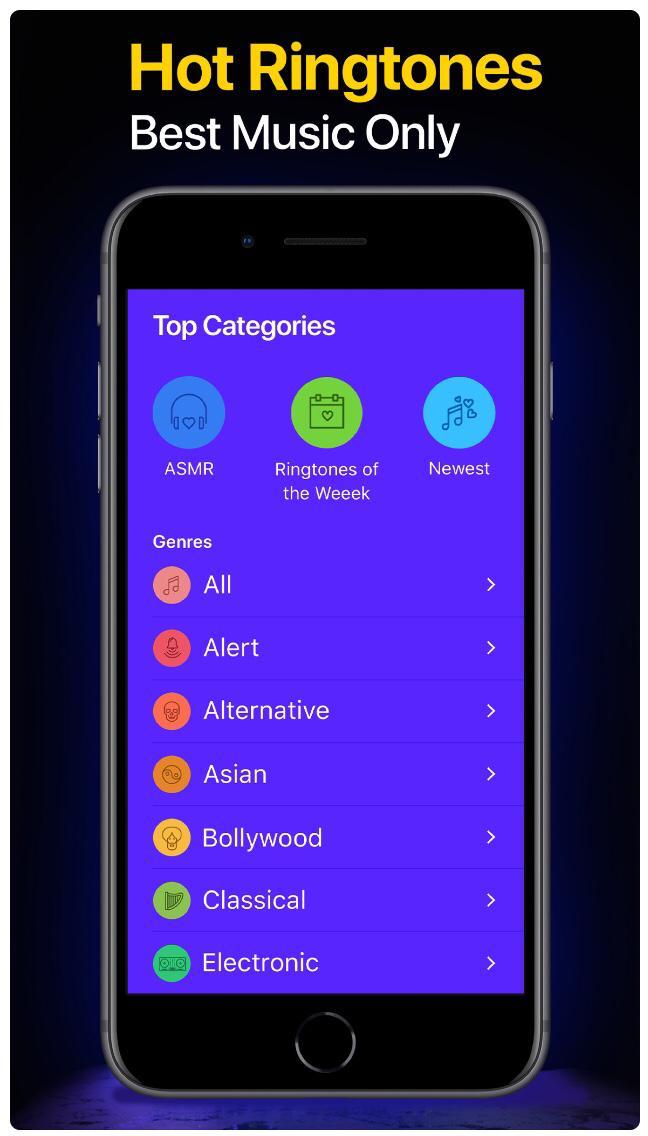 Hot Ringtones
Best Music Only
Top Categories
ASMR
Ringtones of
the Weeek
Newest
Genres
All
Alert
Alternative
Asian
Bollywood
Classical
Electronic